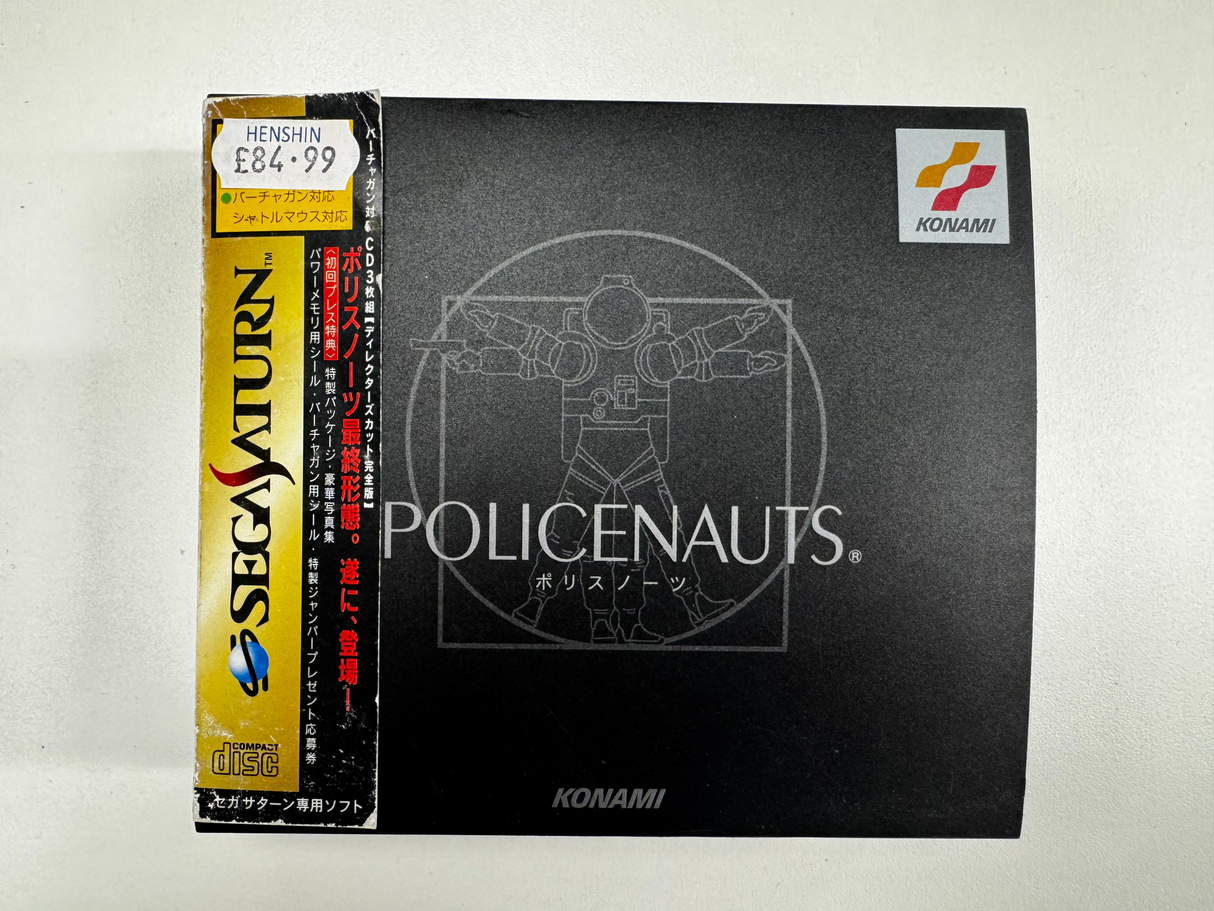 HENSHIN
£84.99
●バーチャガン対応
シャトルマウス対応
SEGA SATURN™
COMPACT
disc
セガサターン専用ソフト
バーチャガン対応 CD3枚組【ディレクターズカット完全版】
ポリスノーツ最終形態。遂に、登場—
〈初回プレス特典〉特製パッケージ・豪華写真集
パワーメモリ用シール・バーチャガン用シール・特製ジャンパープレゼント応募券
KONAMI
POLICENAUTS®
ポリスノーツ
KONAMI